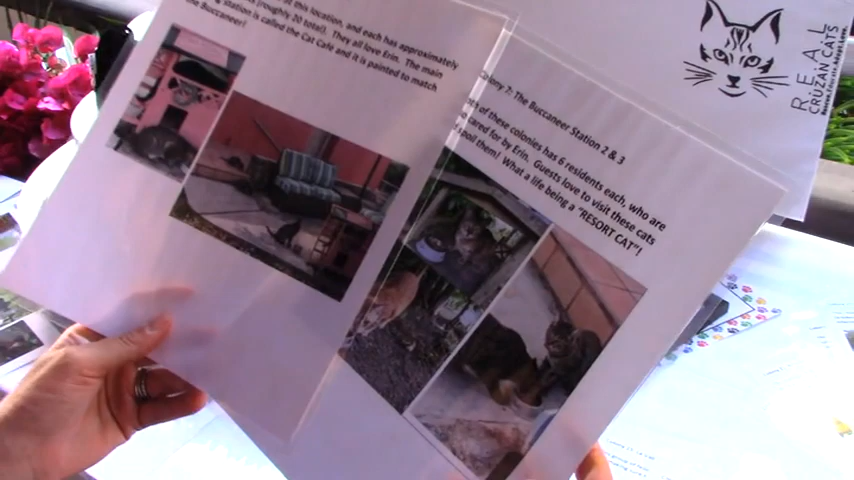 at this location, and each has approximately
(roughly 20 total). They all love Erin. The main
station is called the Cat Café and it is painted to match
the Buccaneer!
Colony 7: The Buccaneer Station 2 & 3
of these colonies has 6 residents each, who are
cared for by Erin. Guests love to visit these cats
spoil them! What a life being a "RESORT CAT"!
R.E.A.L
CRUZAN CATS